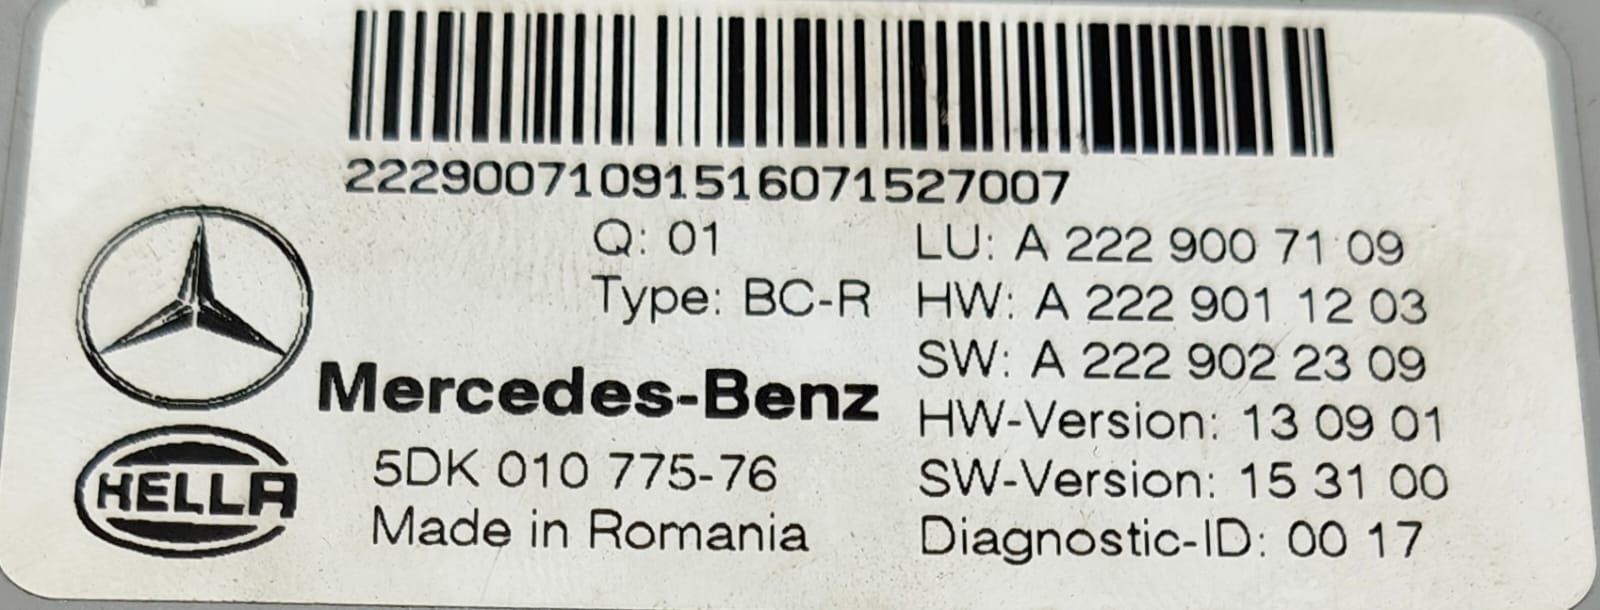 22290071091516071527007
Q: 01
Type: BC-R
LU: A 222 900 71 09
HW: A 222 901 12 03
SW: A 222 902 23 09
HW-Version: 13 09 01
SW-Version: 15 31 00
Diagnostic-ID: 00 17
Mercedes-Benz
HELLA
5DK 010 775-76
Made in Romania